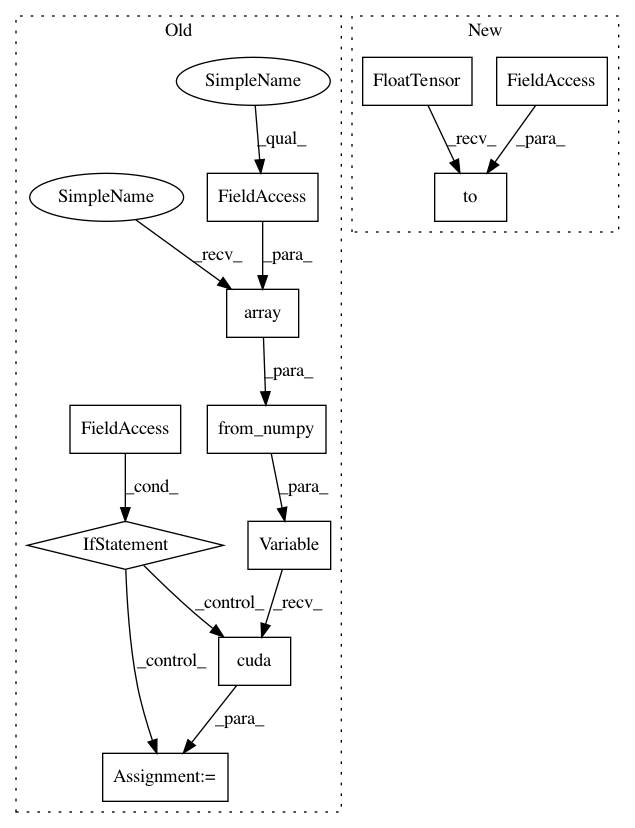 Old
New
SimpleName
FloatTensor
FieldAccess
_qual_
_recv_
_para_
SimpleName
FieldAccess
to
_recv_
_para_
array
_para_
FieldAccess
from_numpy
_cond_
_para_
IfStatement
Variable
_control_
_recv_
_control_
cuda
_para_
Assignment:=